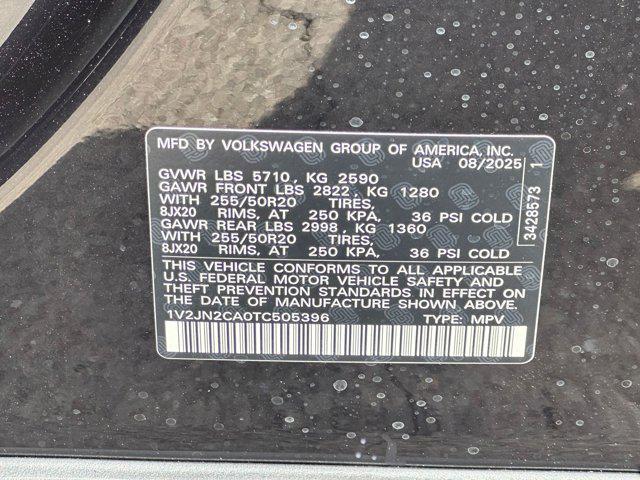 MFD BY VOLKSWAGEN GROUP OF AMERICA, INC.
USA 08/2025
GVWR LBS 5710, KG 2590
GAWR FRONT LBS 2822, KG 1280
WITH 255/50R20 TIRES,
8JX20 RIMS, AT 250 KPA, 36 PSI COLD
GAWR REAR LBS 2998, KG 1360
WITH 255/50R20 TIRES,
8JX20 RIMS, AT 250 KPA, 36 PSI COLD
THIS VEHICLE CONFORMS TO ALL APPLICABLE
U.S. FEDERAL MOTOR VEHICLE SAFETY AND
THEFT PREVENTION STANDARDS IN EFFECT ON
THE DATE OF MANUFACTURE SHOWN ABOVE.
1V2JN2CA0TC505396 TYPE: MPV
3428573 1